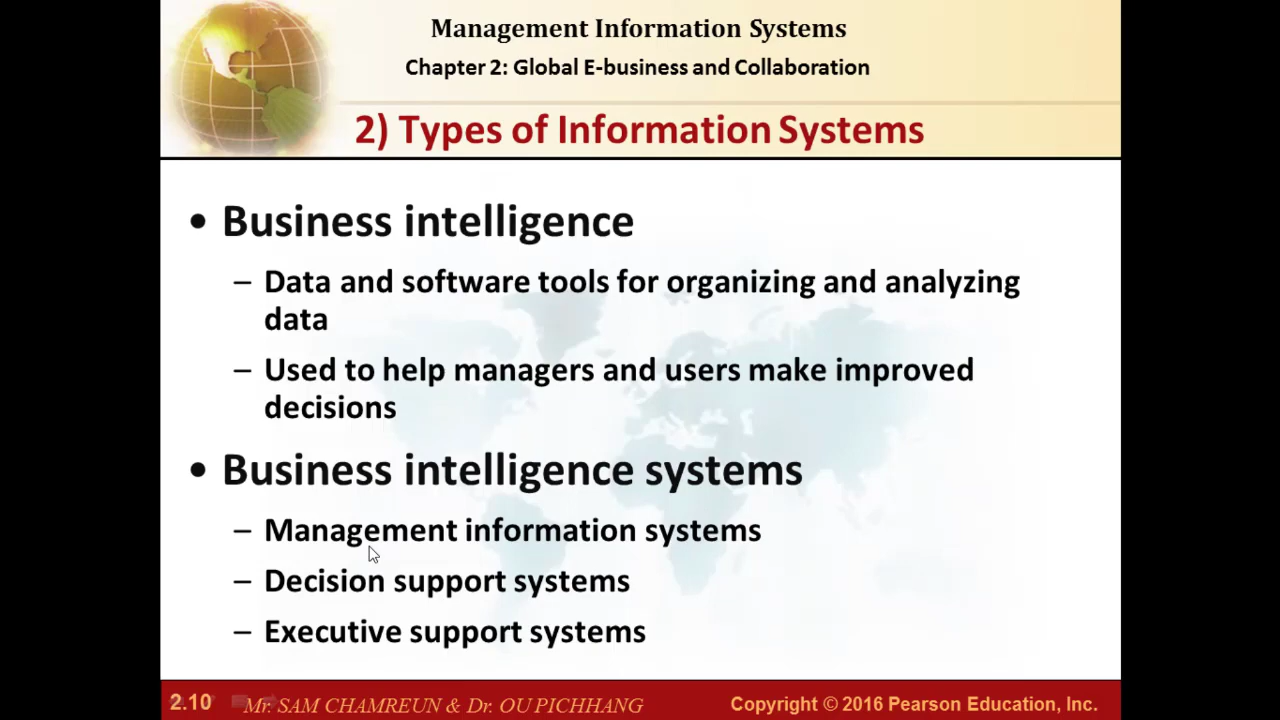 Management Information Systems
Chapter 2: Global E-business and Collaboration
2) Types of Information Systems
• Business intelligence
– Data and software tools for organizing and analyzing
data
– Used to help managers and users make improved
decisions
• Business intelligence systems
– Management information systems
– Decision support systems
– Executive support systems
2.10 Mr. SAM CHAMREUN & Dr. OU PICHHANG Copyright © 2016 Pearson Education, Inc.